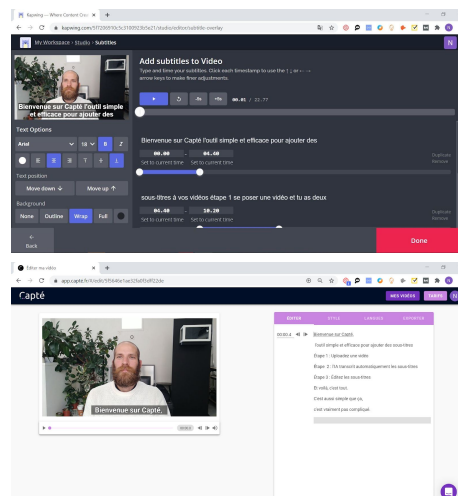 Kapwing — Where Content Crea
kapwing.com/5f7206970c5c3100923b5e21/studio/editor/subtitle-overlay
My Workspace › Studio › Subtitles
N
Bienvenue sur Capté l'outil simple
et efficace pour ajouter des
Text Options
Arial
18
B
I
Text position
Move down ↓
Move up ↑
Background
None
Outline
Wrap
Full
Back
Add subtitles to Video
Type and time your subtitles. Click each timestamp to use the ↑ ↓ or ← →
arrow keys to make finer adjustments.
-5s
+5s
00.01 / 22.77
Bienvenue sur Capté l'outil simple et efficace pour ajouter des
00.00 - 04.40
Set to current time
Set to current time
Duplicate
Remove
sous-titres à vos vidéos étape 1 se poser une vidéo et tu as deux
04.40 - 10.20
Set to current time
Set to current time
Duplicate
Remove
Done
Editer ma vidéo
Capté
MES VIDÉOS
TARIFS
N
Bienvenue sur Capté,
EDITER
STYLE
LANGUES
EXPORTER
00:00.4
Bienvenue sur Capté,
l'outil simple et efficace pour ajouter des sous-titres
Étape 1 : Uploadez une vidéo
Étape 2 : l'IA transcrit automatiquement les sous-titres
Étape 3 : Éditez les sous-titres
Et voilà, c'est tout.
C'est aussi simple que ça,
c'est vraiment pas compliqué.